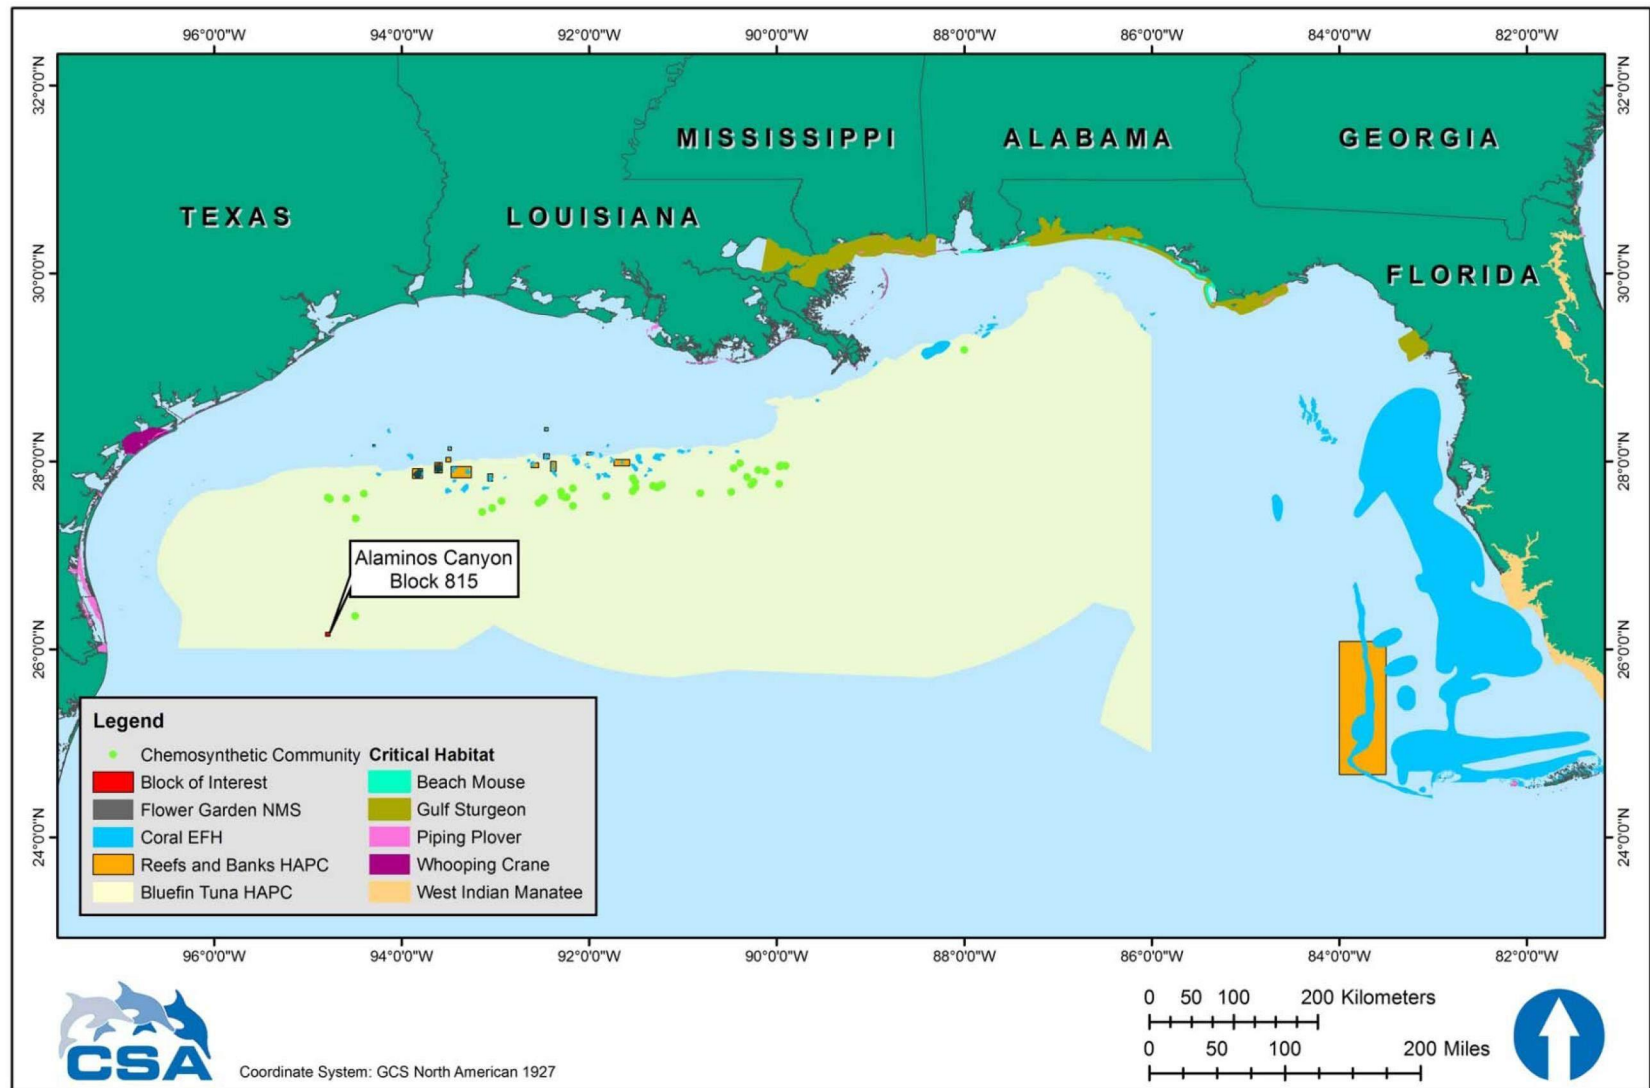 96°0'0"W 94°0'0"W 92°0'0"W 90°0'0"W 88°0'0"W 86°0'0"W 84°0'0"W 82°0'0"W
32°0'0"N 32°0'0"N
MISSISSIPPI ALABAMA GEORGIA
TEXAS LOUISIANA
30°0'0"N FLORIDA 30°0'0"N
28°0'0"N 28°0'0"N
Alaminos Canyon
Block 815
26°0'0"N 26°0'0"N
Legend
Chemosynthetic Community Critical Habitat
Block of Interest Beach Mouse
Flower Garden NMS Gulf Sturgeon
Coral EFH Piping Plover
24°0'0"N 24°0'0"N
Reefs and Banks HAPC Whooping Crane
Bluefin Tuna HAPC West Indian Manatee
96°0'0"W 94°0'0"W 92°0'0"W 90°0'0"W 88°0'0"W 86°0'0"W 84°0'0"W 82°0'0"W
0 50 100 200 Kilometers
0 50 100 200 Miles
CSA
Coordinate System: GCS North American 1927